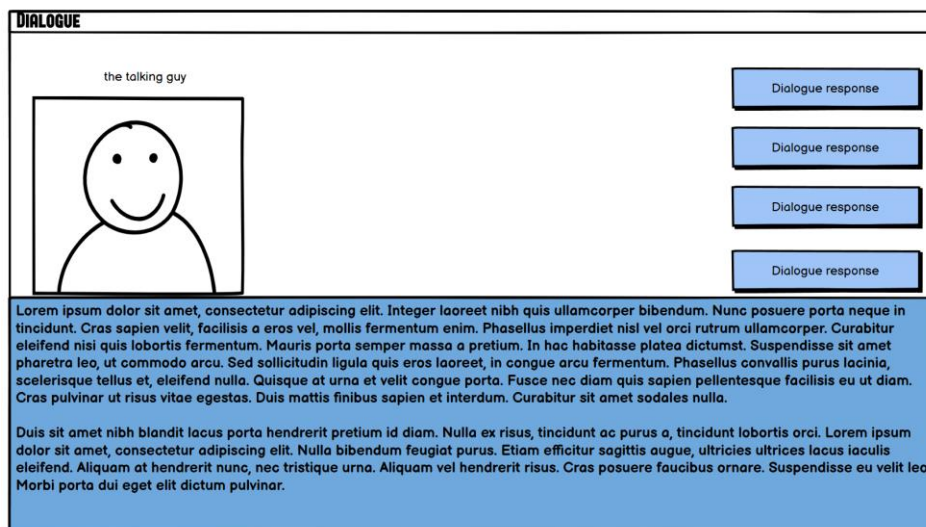 DIALOGUE
the talking guy
Dialogue response
Dialogue response
Dialogue response
Dialogue response
Lorem ipsum dolor sit amet, consectetur adipiscing elit. Integer laoreet nibh quis ullamcorper bibendum. Nunc posuere porta neque in
tincidunt. Cras sapien velit, facilisis a eros vel, mollis fermentum enim. Phasellus imperdiet nisl vel orci rutrum ullamcorper. Curabitur
eleifend nisi quis lobortis fermentum. Mauris porta semper massa a pretium. In hac habitasse platea dictumst. Suspendisse sit amet
pharetra leo, ut commodo arcu. Sed sollicitudin ligula quis eros laoreet, in congue arcu fermentum. Phasellus convallis purus lacinia,
scelerisque tellus et, eleifend nulla. Quisque at urna et velit congue porta. Fusce nec diam quis sapien pellentesque facilisis eu ut diam.
Cras pulvinar ut risus vitae egestas. Duis mattis finibus sapien et interdum. Curabitur sit amet sodales nulla.
Duis sit amet nibh blandit lacus porta hendrerit pretium id diam. Nulla ex risus, tincidunt ac purus a, tincidunt lobortis orci. Lorem ipsum
dolor sit amet, consectetur adipiscing elit. Nulla bibendum feugiat purus. Etiam efficitur sagittis augue, ultricies ultrices lacus iaculis
eleifend. Aliquam at hendrerit nunc, nec tristique urna. Aliquam vel hendrerit risus. Cras posuere faucibus ornare. Suspendisse eu velit leo
Morbi porta dui eget elit dictum pulvinar.